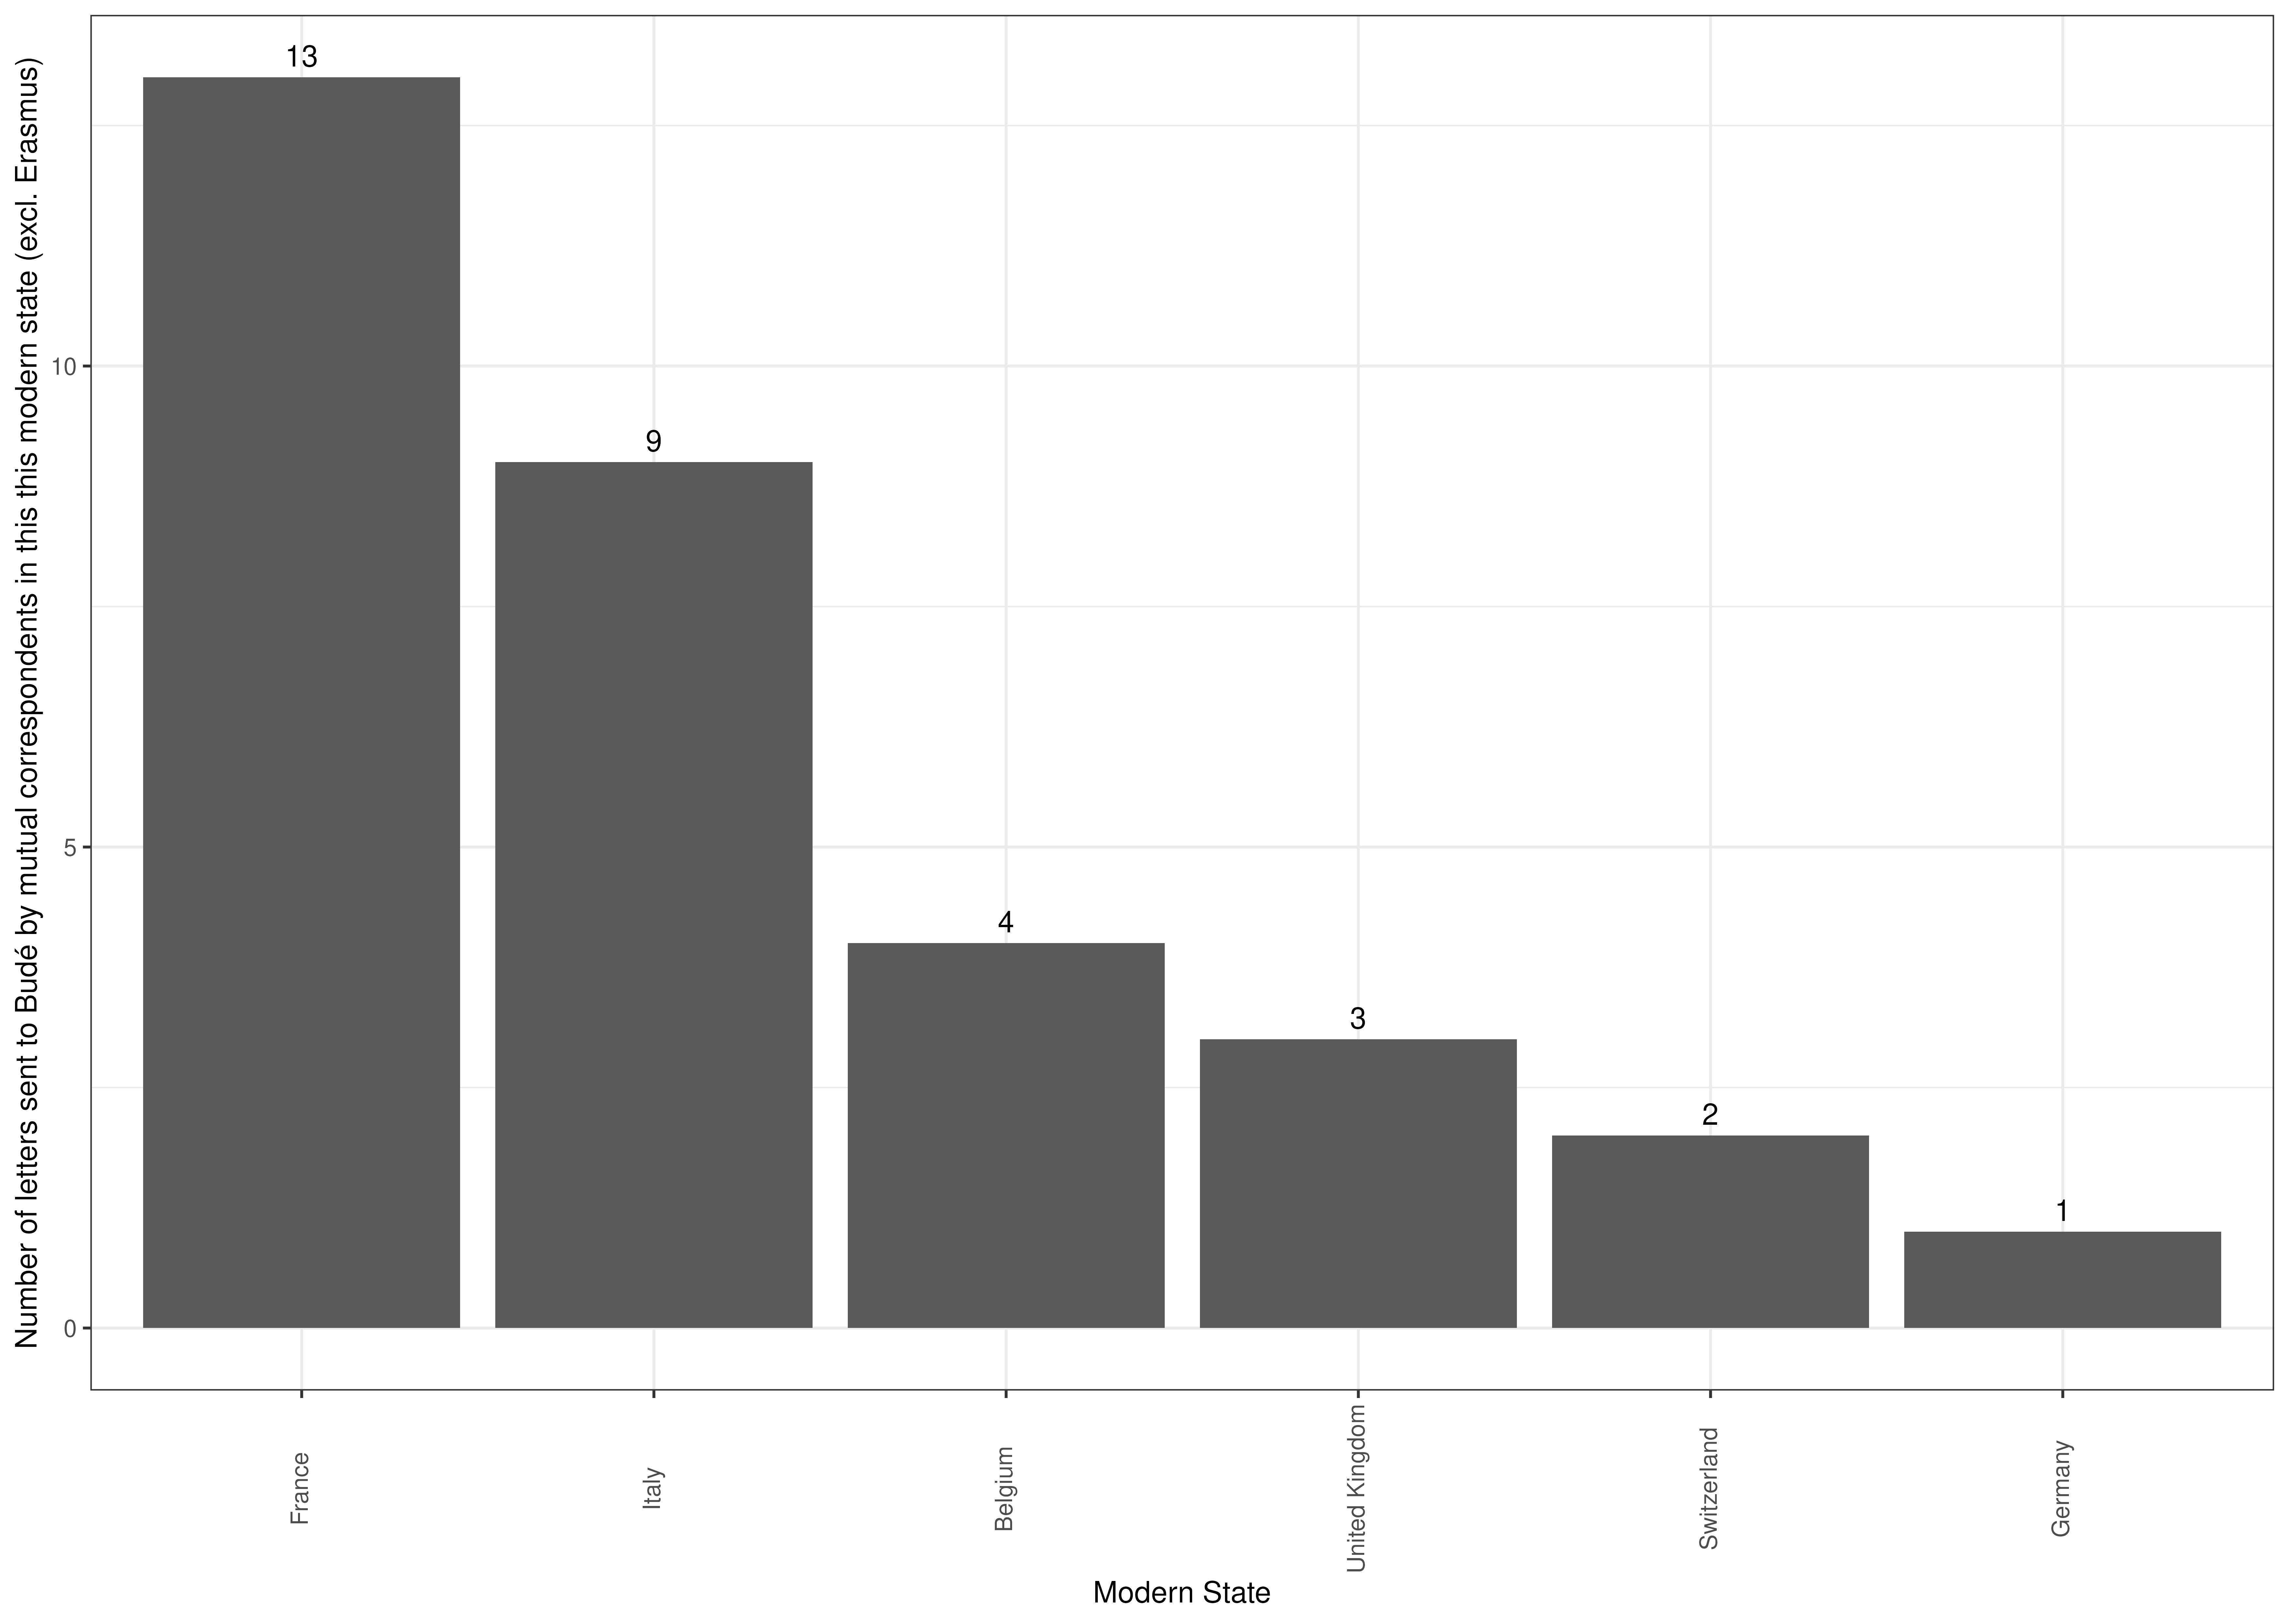 Number of letters sent to Budé by mutual correspondents in this this modern state (excl. Erasmus)
10
5
0
13
9
4
3
2
1
France
Italy
Belgium
United Kingdom
Switzerland
Germany
Modern State